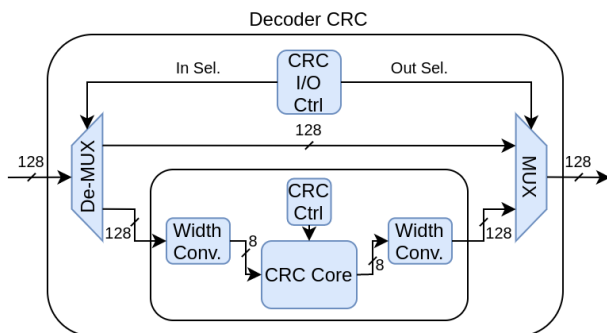 Decoder CRC
In Sel.
CRC
I/O
Ctrl
Out Sel.
128
De-MUX
128
MUX
128
128
Width
Conv.
8
CRC
Ctrl
CRC Core
8
Width
Conv.
128